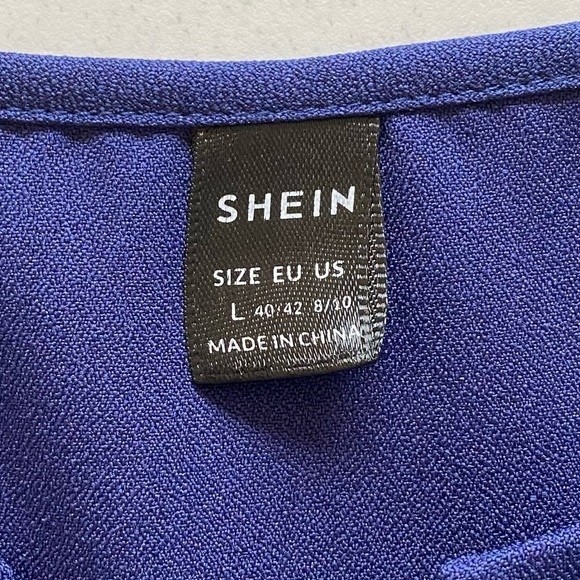 SHEIN
SIZE EU US
L 40/42 8/10
MADE IN CHINA